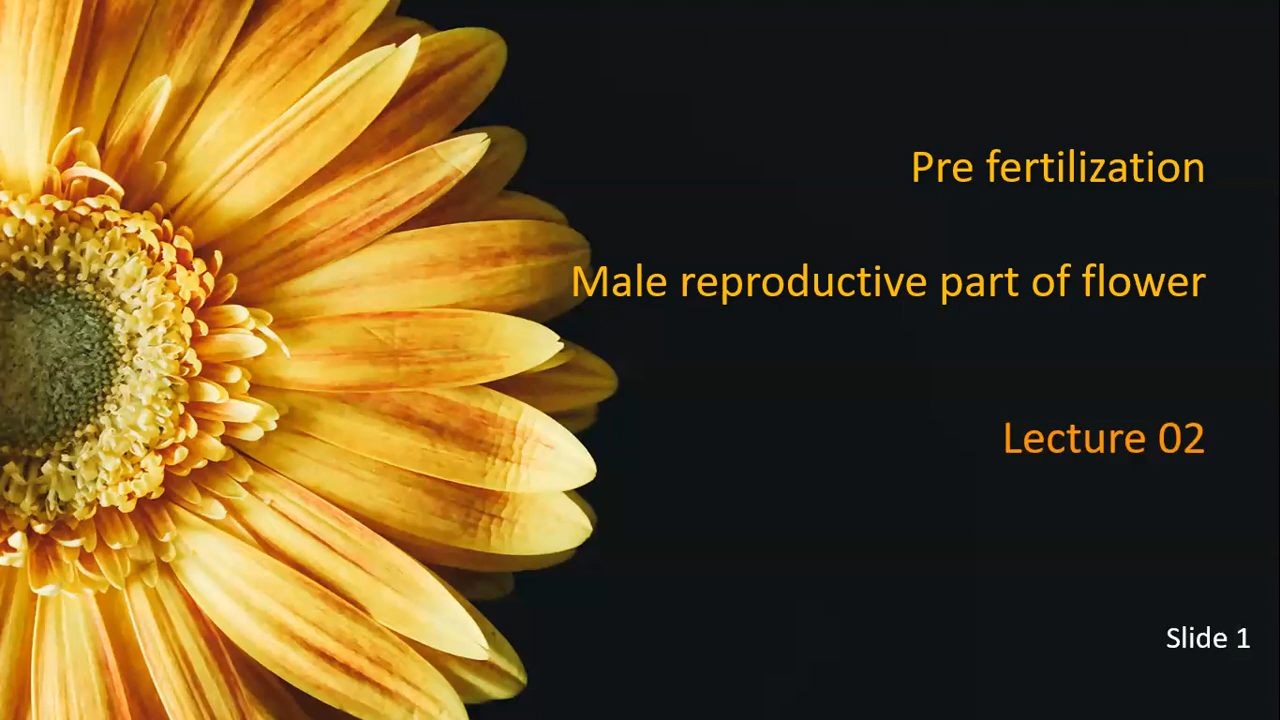 Pre fertilization
Male reproductive part of flower
Lecture 02
Slide 1